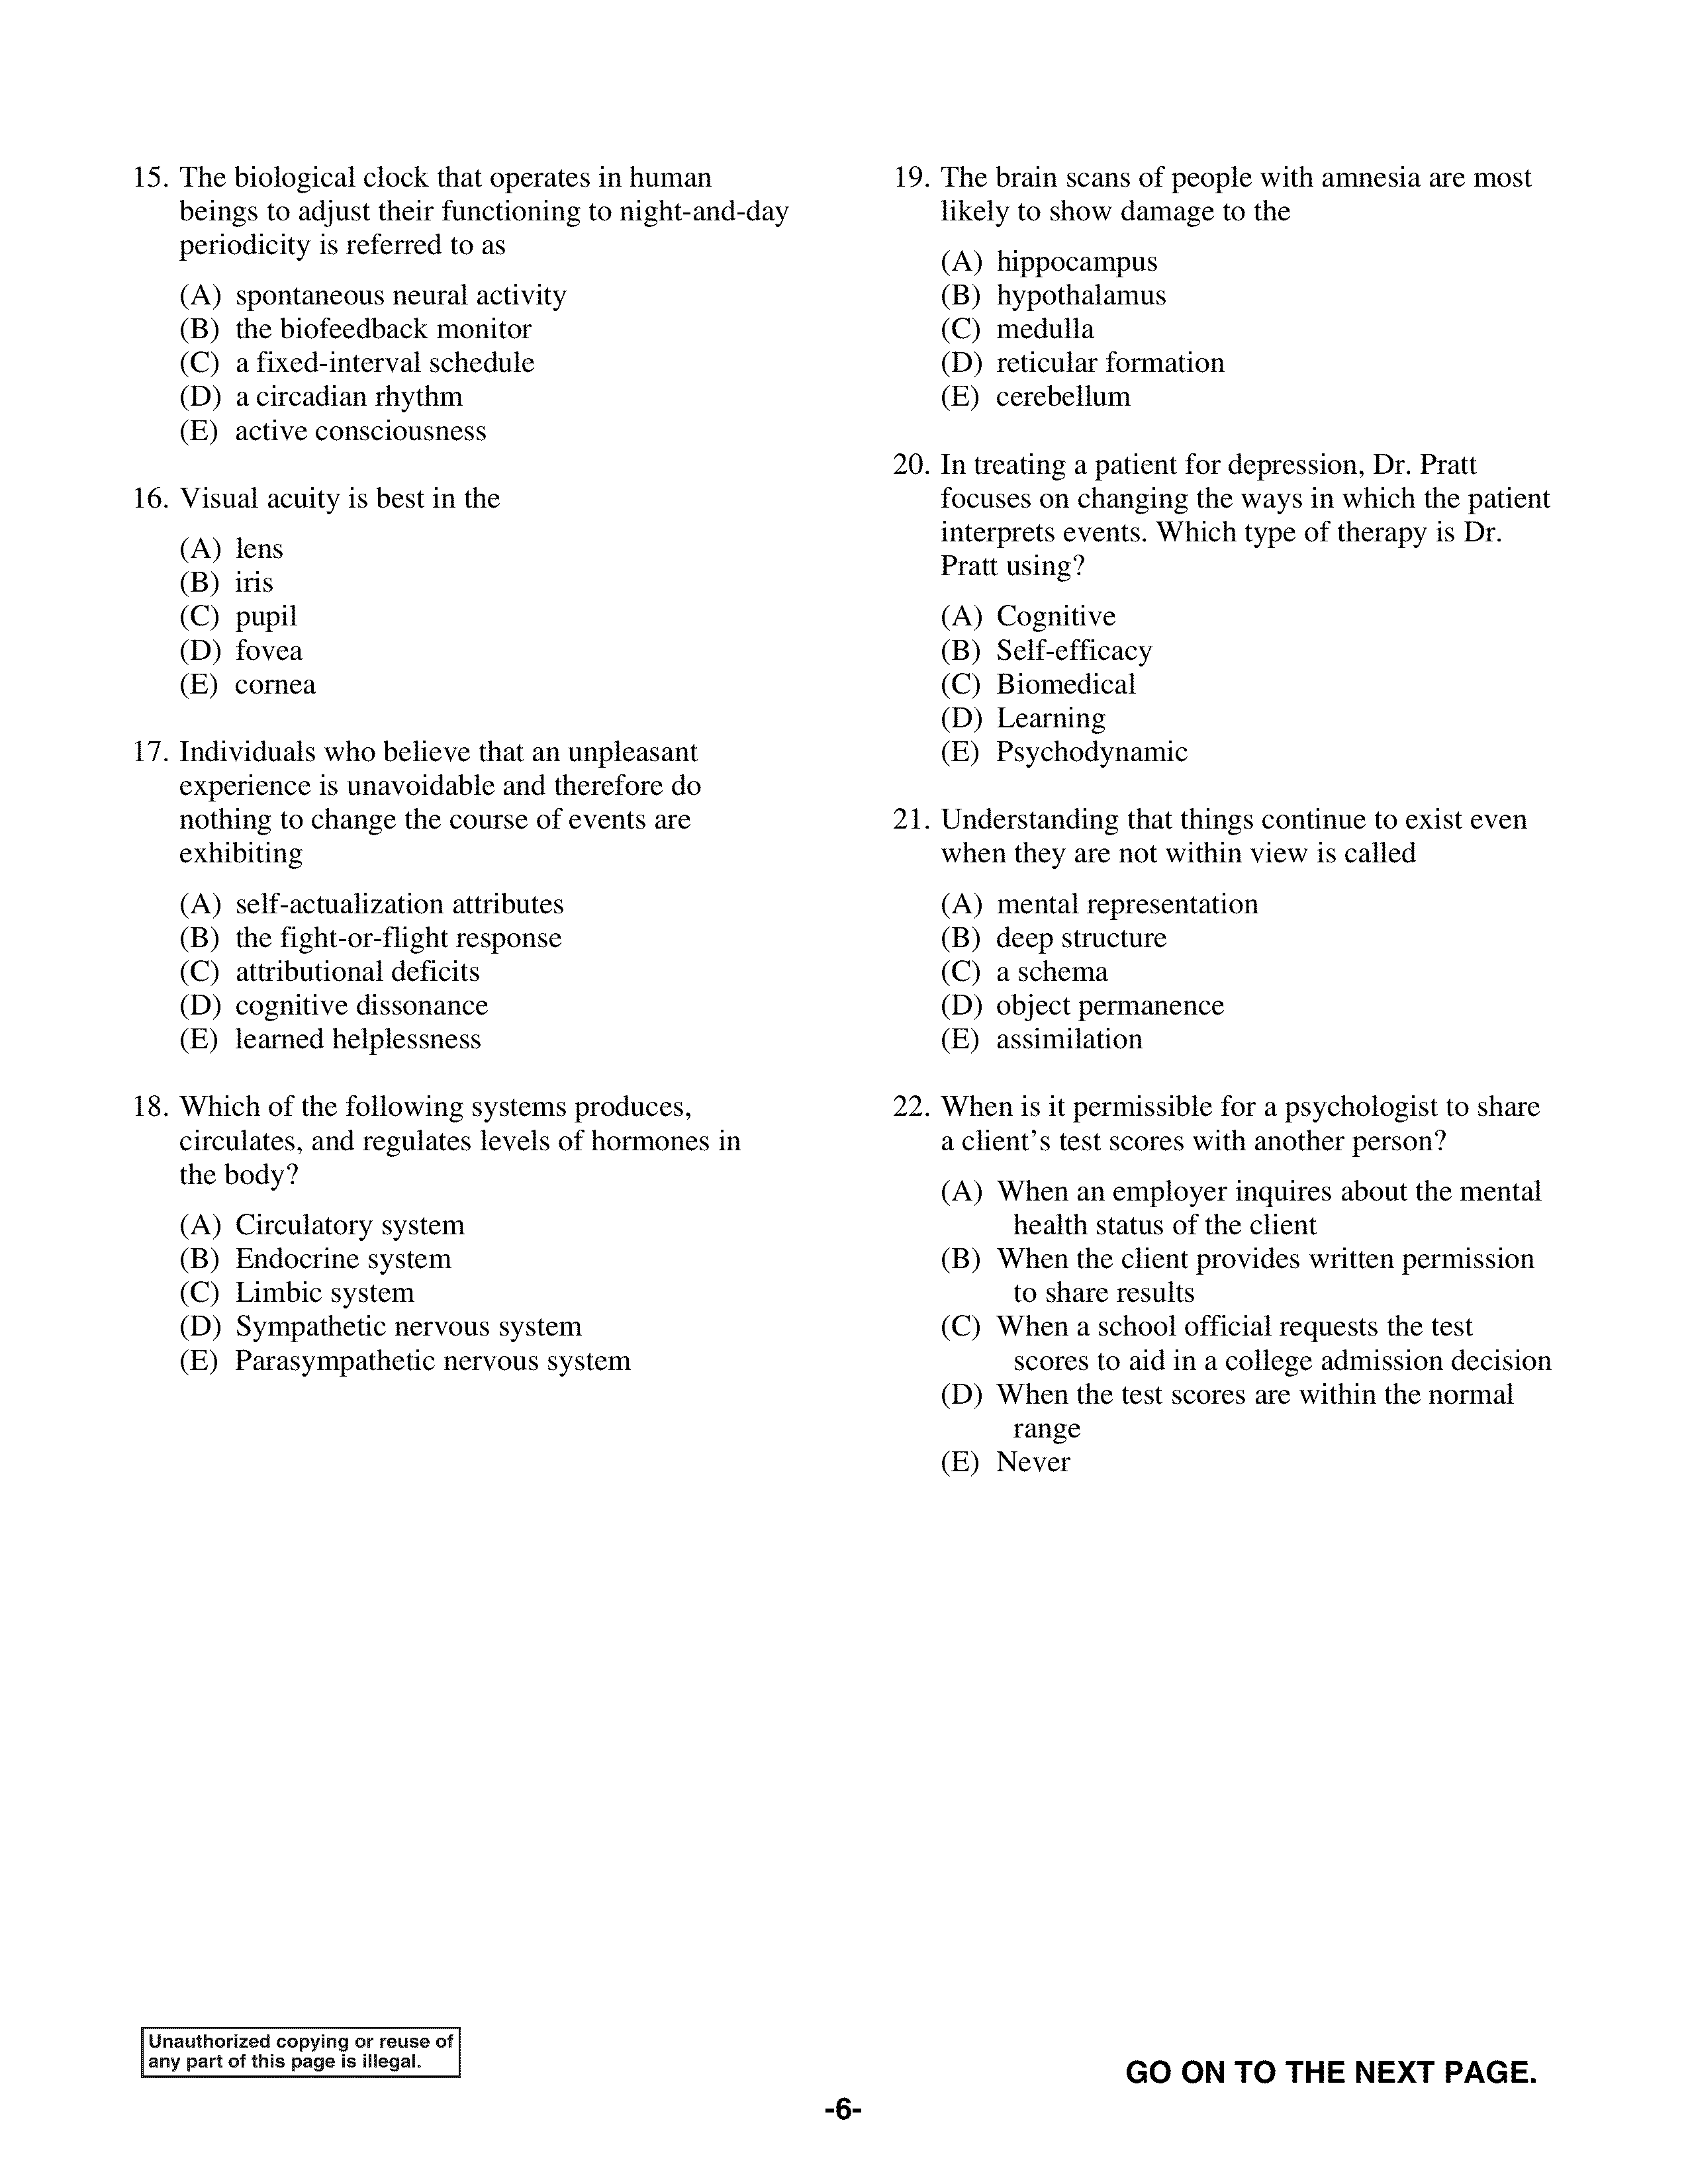 15. The biological clock that operates in human
beings to adjust their functioning to night-and-day
periodicity is referred to as
(A) spontaneous neural activity
(B) the biofeedback monitor
(C) a fixed-interval schedule
(D) a circadian rhythm
(E) active consciousness
16. Visual acuity is best in the
(A) lens
(B) iris
(C) pupil
(D) fovea
(E) cornea
17. Individuals who believe that an unpleasant
experience is unavoidable and therefore do
nothing to change the course of events are
exhibiting
(A) self-actualization attributes
(B) the fight-or-flight response
(C) attributional deficits
(D) cognitive dissonance
(E) learned helplessness
18. Which of the following systems produces,
circulates, and regulates levels of hormones in
the body?
(A) Circulatory system
(B) Endocrine system
(C) Limbic system
(D) Sympathetic nervous system
(E) Parasympathetic nervous system
19. The brain scans of people with amnesia are most
likely to show damage to the
(A) hippocampus
(B) hypothalamus
(C) medulla
(D) reticular formation
(E) cerebellum
20. In treating a patient for depression, Dr. Pratt
focuses on changing the ways in which the patient
interprets events. Which type of therapy is Dr.
Pratt using?
(A) Cognitive
(B) Self-efficacy
(C) Biomedical
(D) Learning
(E) Psychodynamic
21. Understanding that things continue to exist even
when they are not within view is called
(A) mental representation
(B) deep structure
(C) a schema
(D) object permanence
(E) assimilation
22. When is it permissible for a psychologist to share
a client’s test scores with another person?
(A) When an employer inquires about the mental
health status of the client
(B) When the client provides written permission
to share results
(C) When a school official requests the test
scores to aid in a college admission decision
(D) When the test scores are within the normal
range
(E) Never
Unauthorized copying or reuse of
any part of this page is illegal.
GO ON TO THE NEXT PAGE.
-6-